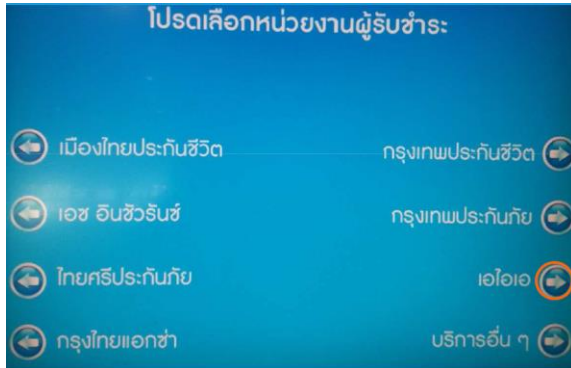 โปรดเลือกหน่วยงานผู้รับชำระ
เมืองไทยประกันชีวิต
กรุงเทพประกันชีวิต
เอช อินชัวรันช์
กรุงเทพประกันภัย
ไทยศรีประกันภัย
เอไอเอ
กรุงไทยแอกซ่า
บริการอื่น ๆ